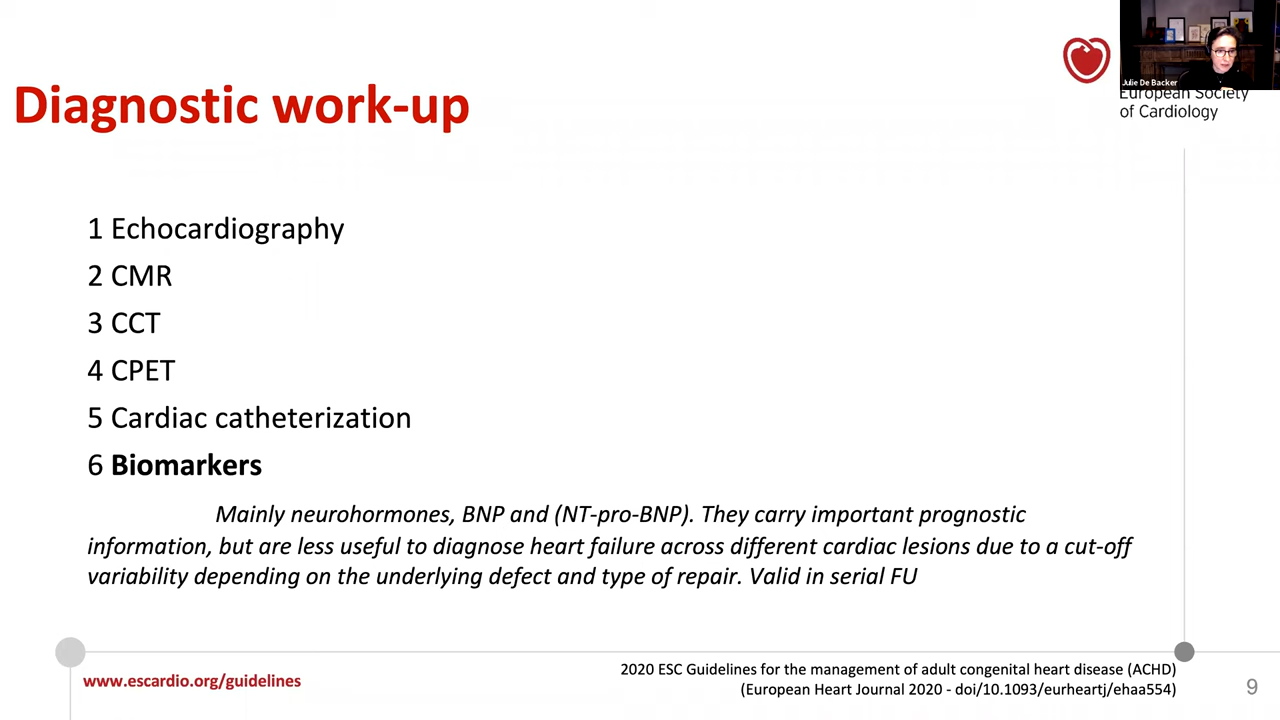 Julie De Backer
European Society
of Cardiology
Diagnostic work-up
1 Echocardiography
2 CMR
3 CCT
4 CPET
5 Cardiac catheterization
6 Biomarkers
Mainly neurohormones, BNP and (NT-pro-BNP). They carry important prognostic
information, but are less useful to diagnose heart failure across different cardiac lesions due to a cut-off
variability depending on the underlying defect and type of repair. Valid in serial FU
www.escardio.org/guidelines
2020 ESC Guidelines for the management of adult congenital heart disease (ACHD)
(European Heart Journal 2020 - doi/10.1093/eurheartj/ehaa554)
9